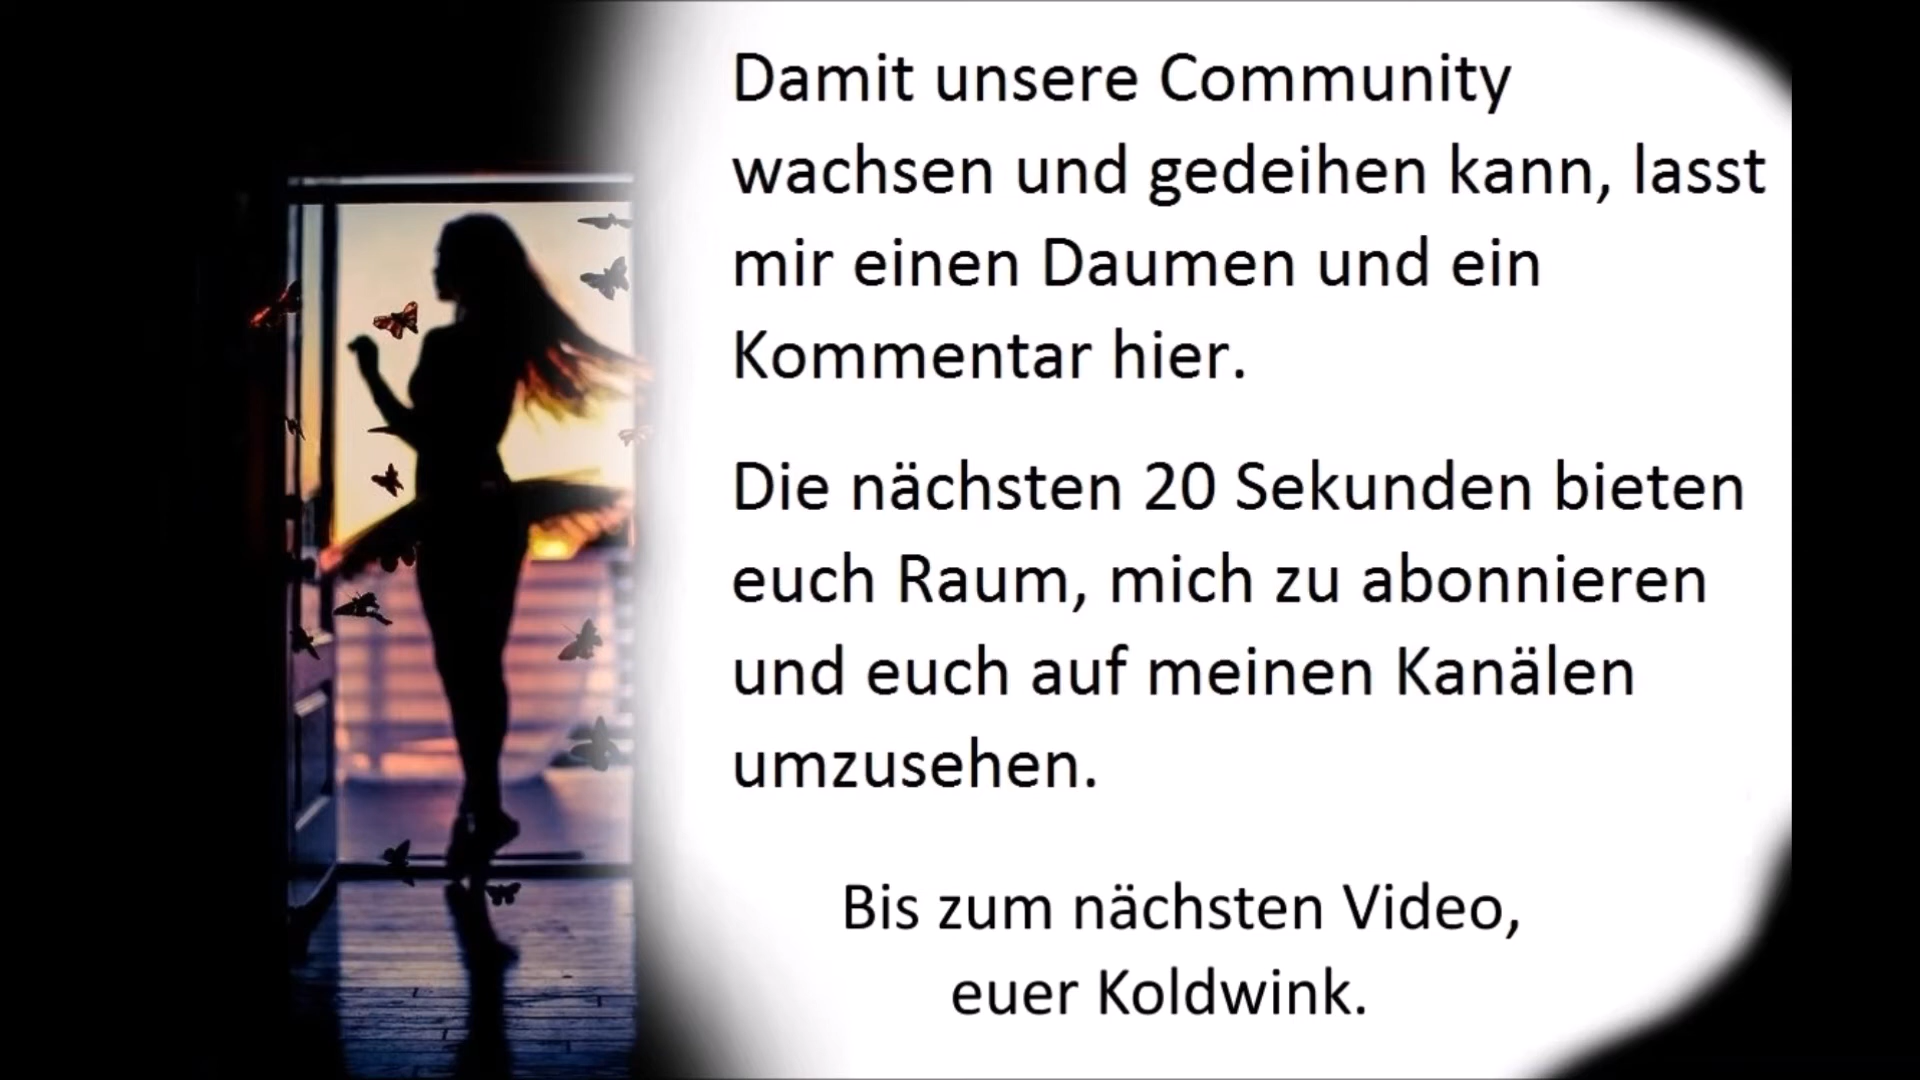 Damit unsere Community
wachsen und gedeihen kann, lasst
mir einen Daumen und ein
Kommentar hier.
Die nächsten 20 Sekunden bieten
euch Raum, mich zu abonnieren
und euch auf meinen Kanälen
umzusehen.
Bis zum nächsten Video,
euer Koldwink.